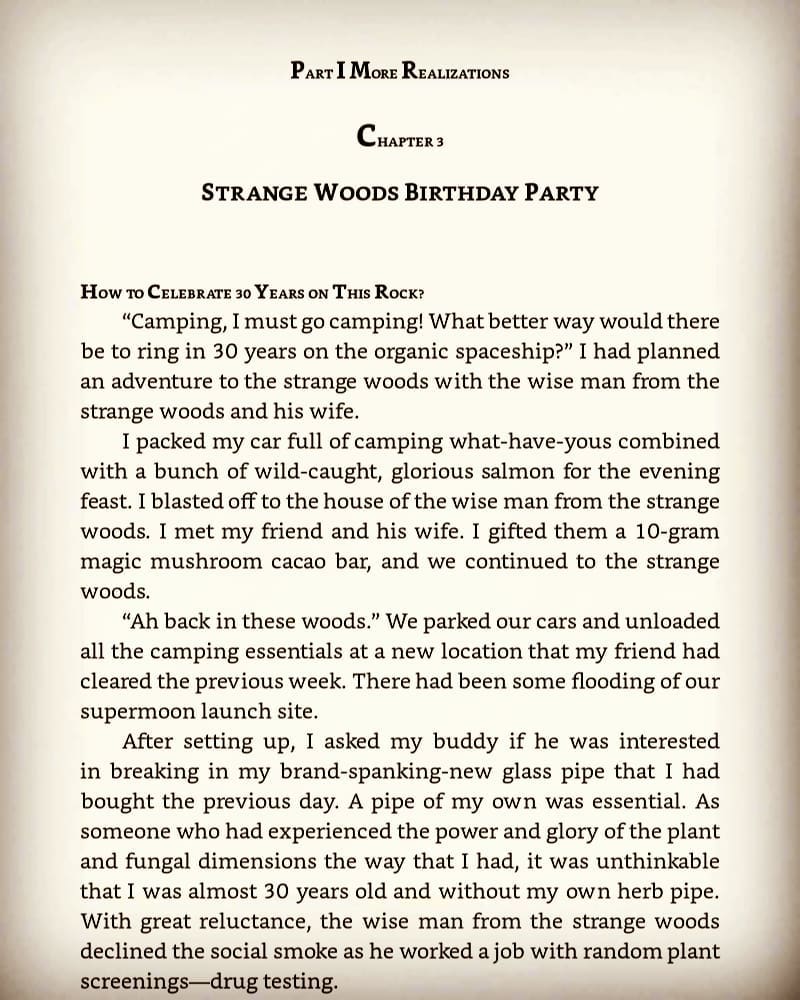 Part I More Realizations
Chapter 3
Strange Woods Birthday Party
How to Celebrate 30 Years on This Rock?
“Camping, I must go camping! What better way would there
be to ring in 30 years on the organic spaceship?” I had planned
an adventure to the strange woods with the wise man from the
strange woods and his wife.
I packed my car full of camping what-have-yous combined
with a bunch of wild-caught, glorious salmon for the evening
feast. I blasted off to the house of the wise man from the strange
woods. I met my friend and his wife. I gifted them a 10-gram
magic mushroom cacao bar, and we continued to the strange
woods.
“Ah back in these woods.” We parked our cars and unloaded
all the camping essentials at a new location that my friend had
cleared the previous week. There had been some flooding of our
supermoon launch site.
After setting up, I asked my buddy if he was interested
in breaking in my brand-spanking-new glass pipe that I had
bought the previous day. A pipe of my own was essential. As
someone who had experienced the power and glory of the plant
and fungal dimensions the way that I had, it was unthinkable
that I was almost 30 years old and without my own herb pipe.
With great reluctance, the wise man from the strange woods
declined the social smoke as he worked a job with random plant
screenings—drug testing.